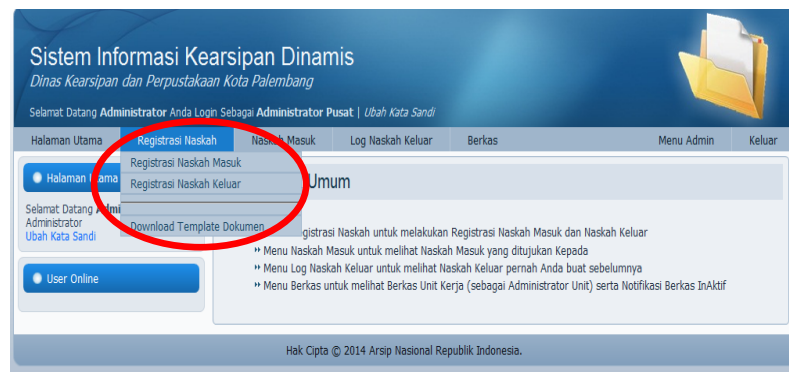 Sistem Informasi Kearsipan Dinamis
Dinas Kearsipan dan Perpustakaan Kota Palembang
Selamat Datang Administrator Anda Login Sebagai Administrator Pusat | Ubah Kata Sandi
Halaman Utama Registrasi Naskah Naskah Masuk Log Naskah Keluar Berkas Menu Admin Keluar
Registrasi Naskah Masuk
Registrasi Naskah Keluar
Download Template Dokumen
Halaman Utama
Selamat Datang
Administrator
Ubah Kata Sandi
User Online
Umum
Registrasi Naskah untuk melakukan Registrasi Naskah Masuk dan Naskah Keluar
Menu Naskah Masuk untuk melihat Naskah Masuk yang ditujukan Kepada
Menu Log Naskah Keluar untuk melihat Naskah Keluar pernah Anda buat sebelumnya
Menu Berkas untuk melihat Berkas Unit Kerja (sebagai Administrator Unit) serta Notifikasi Berkas InAktif
Hak Cipta © 2014 Arsip Nasional Republik Indonesia.